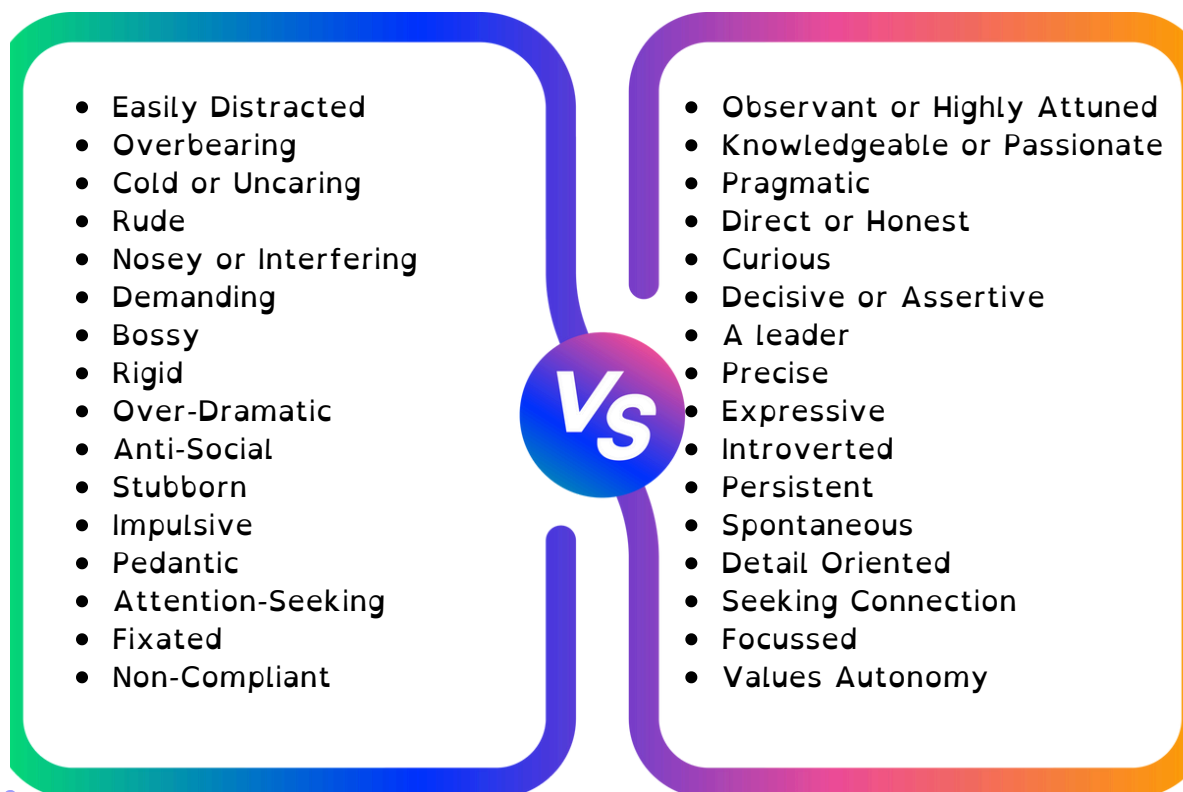 • Easily Distracted
• Overbearing
• Cold or Uncaring
• Rude
• Nosey or Interfering
• Demanding
• Bossy
• Rigid
• Over-Dramatic
• Anti-Social
• Stubborn
• Impulsive
• Pedantic
• Attention-Seeking
• Fixated
• Non-Compliant
VS
• Observant or Highly Attuned
• Knowledgeable or Passionate
• Pragmatic
• Direct or Honest
• Curious
• Decisive or Assertive
• A leader
• Precise
• Expressive
• Introverted
• Persistent
• Spontaneous
• Detail Oriented
• Seeking Connection
• Focussed
• Values Autonomy